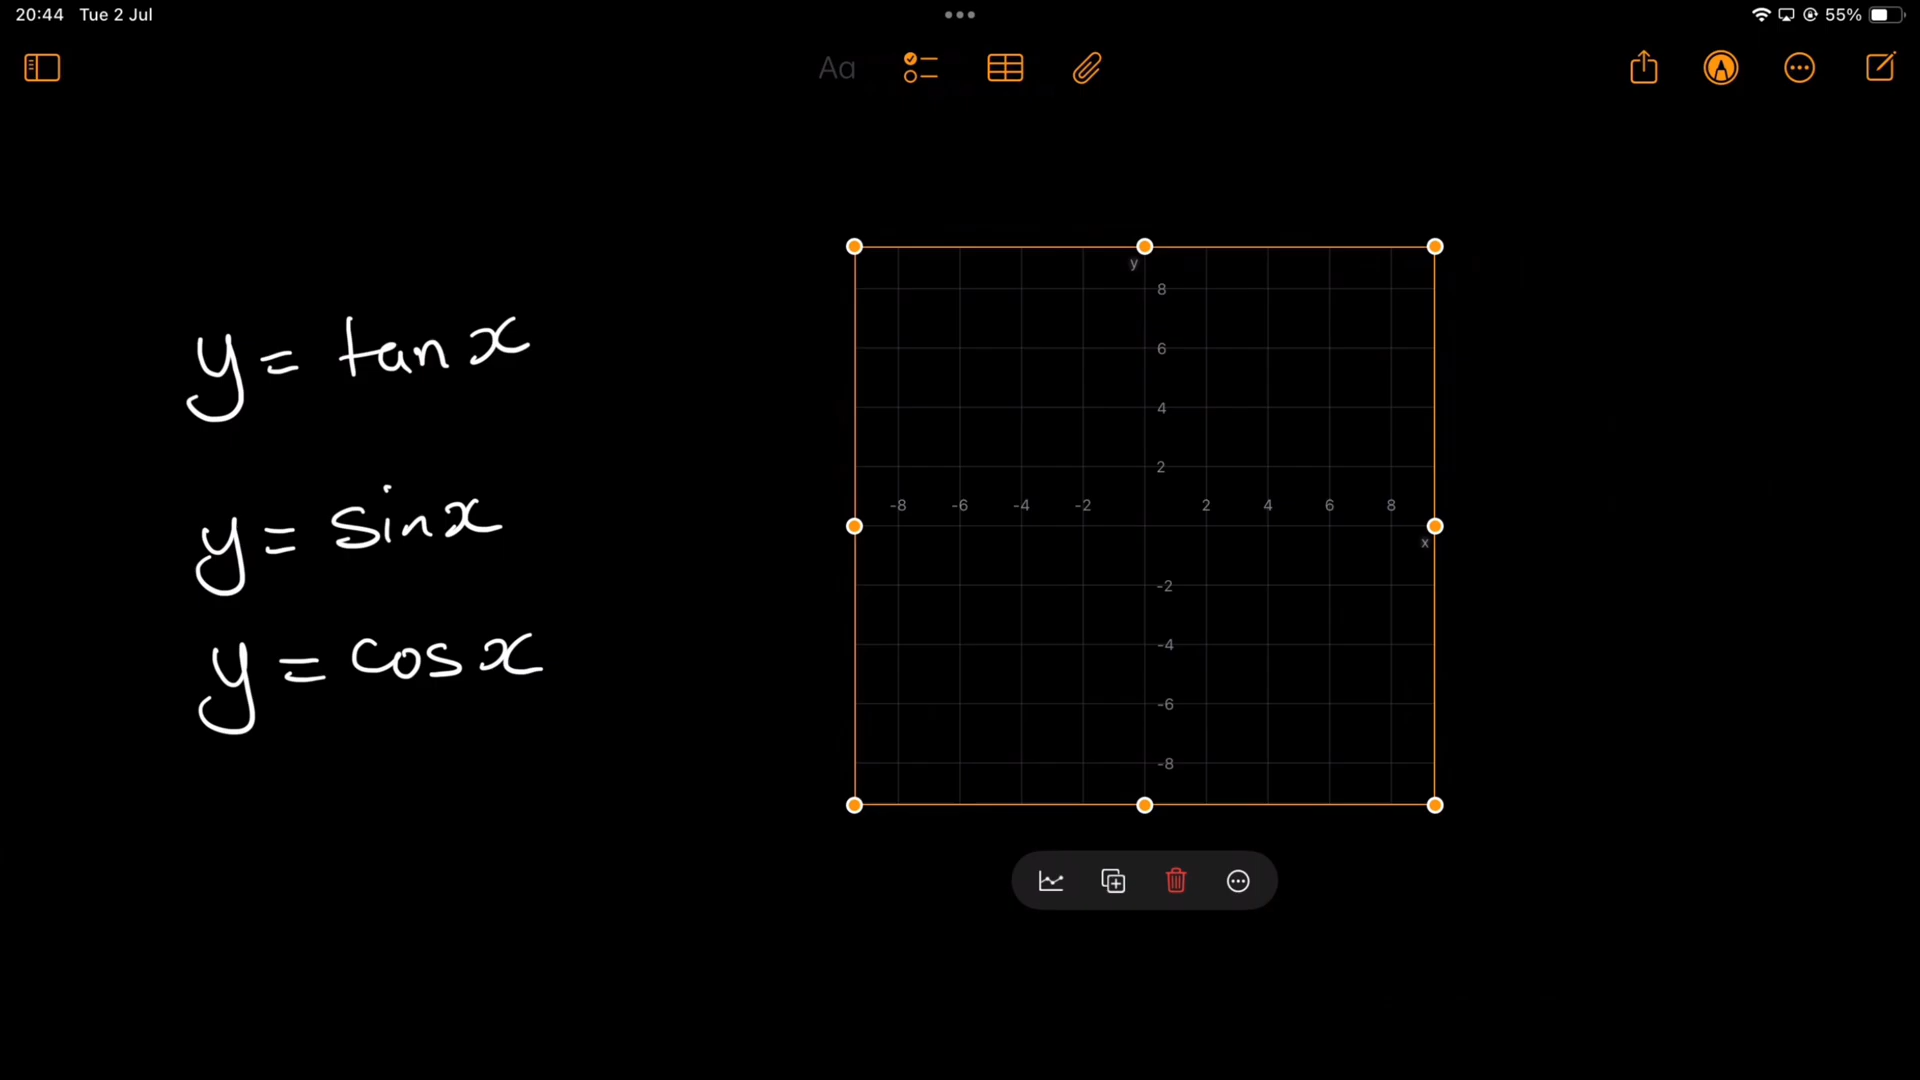 20:44 Tue 2 Jul
55%
Aa
y = tan x
y = sin x
y = cos x
y
8
6
4
2
-8 -6 -4 -2 2 4 6 8
x
-2
-4
-6
-8